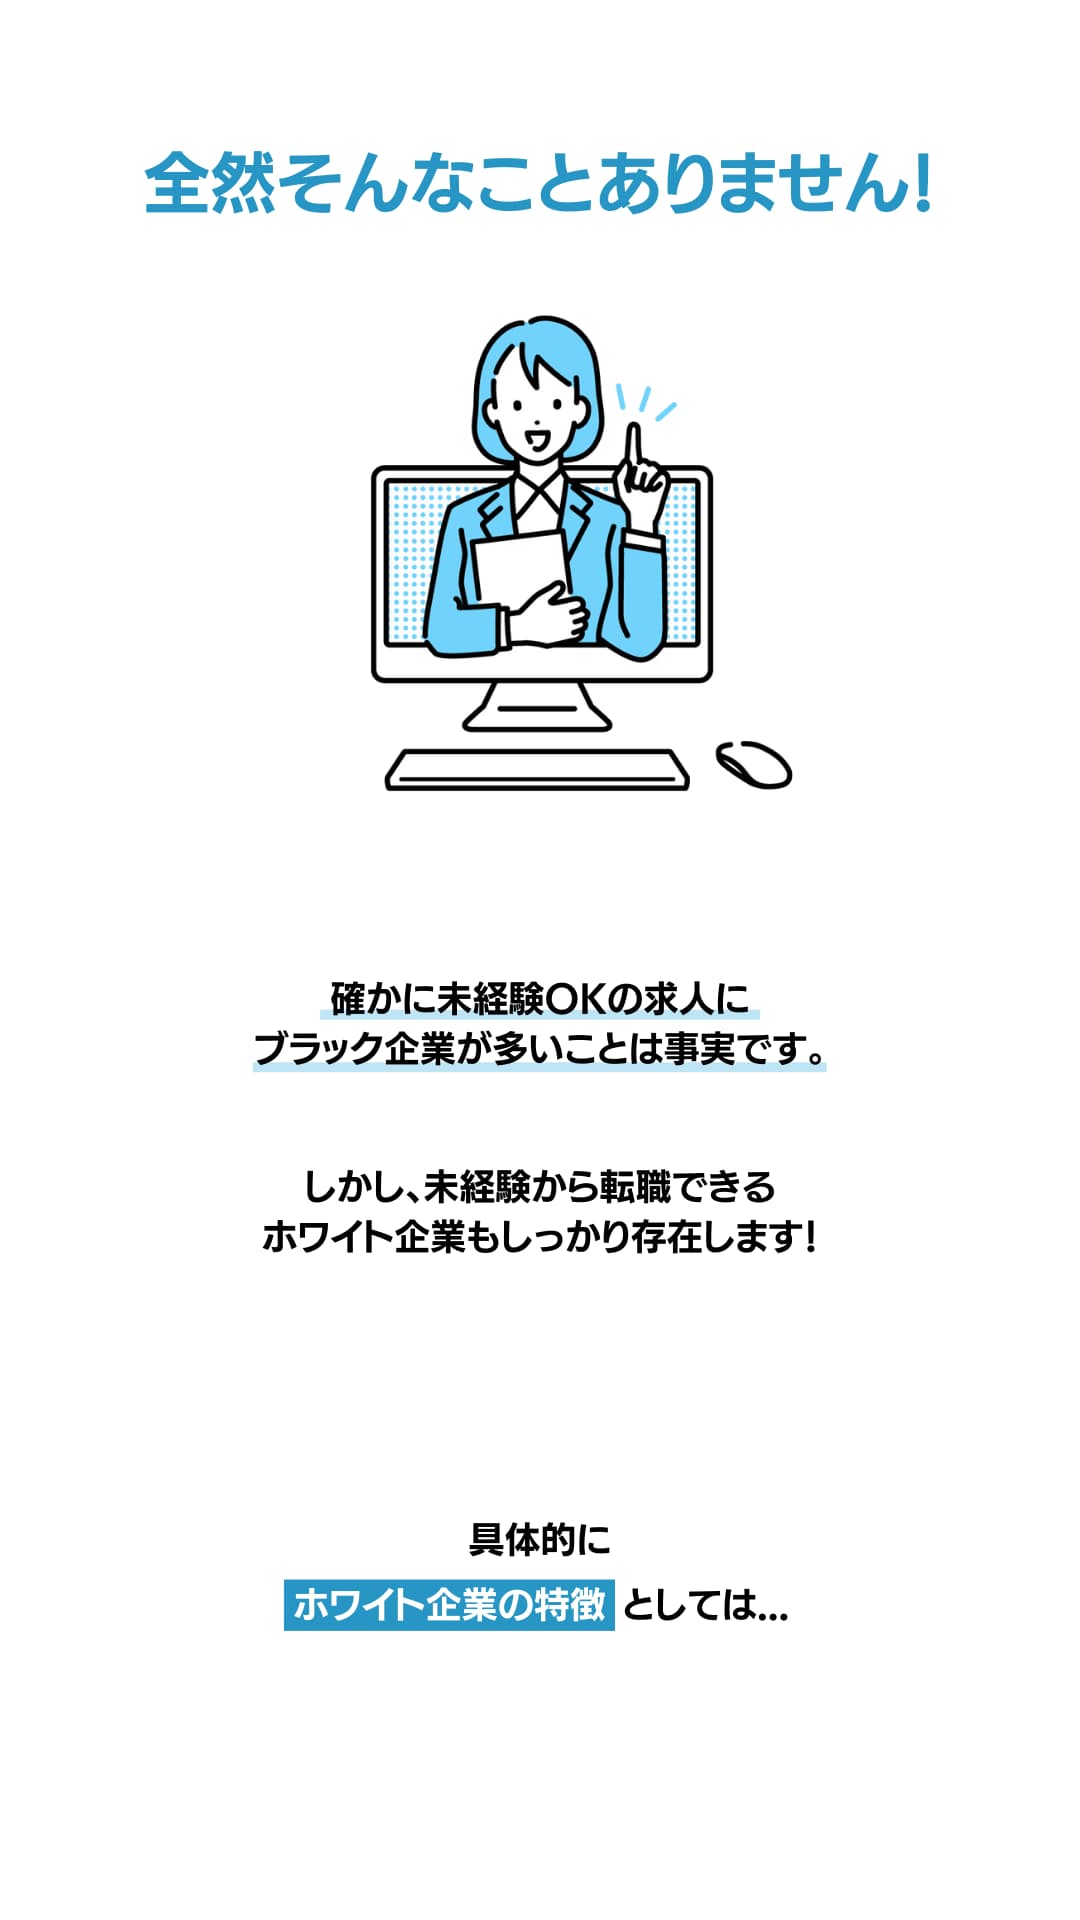 全然そんなことありません!
確かに未経験OKの求人に
ブラック企業が多いことは事実です。
しかし、未経験から転職できる
ホワイト企業もしっかり存在します!
具体的に
ホワイト企業の特徴 としては...